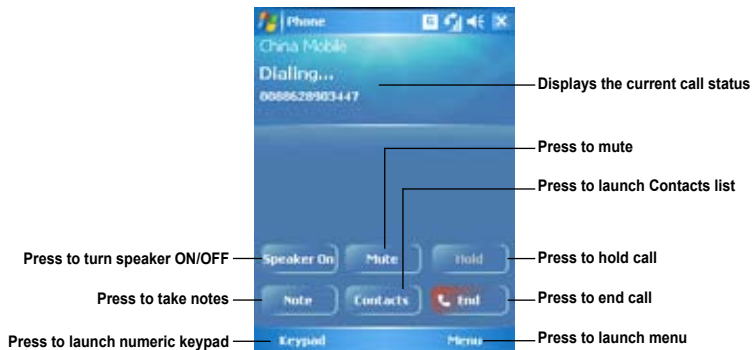 Phone
G
China Mobile
Dialing...
0088628903447
Displays the current call status
Press to mute
Press to launch Contacts list
Press to turn speaker ON/OFF
Speaker On
Mute
Hold
Press to hold call
Press to take notes
Note
Contacts
End
Press to end call
Press to launch numeric keypad
Keypad
Menu
Press to launch menu